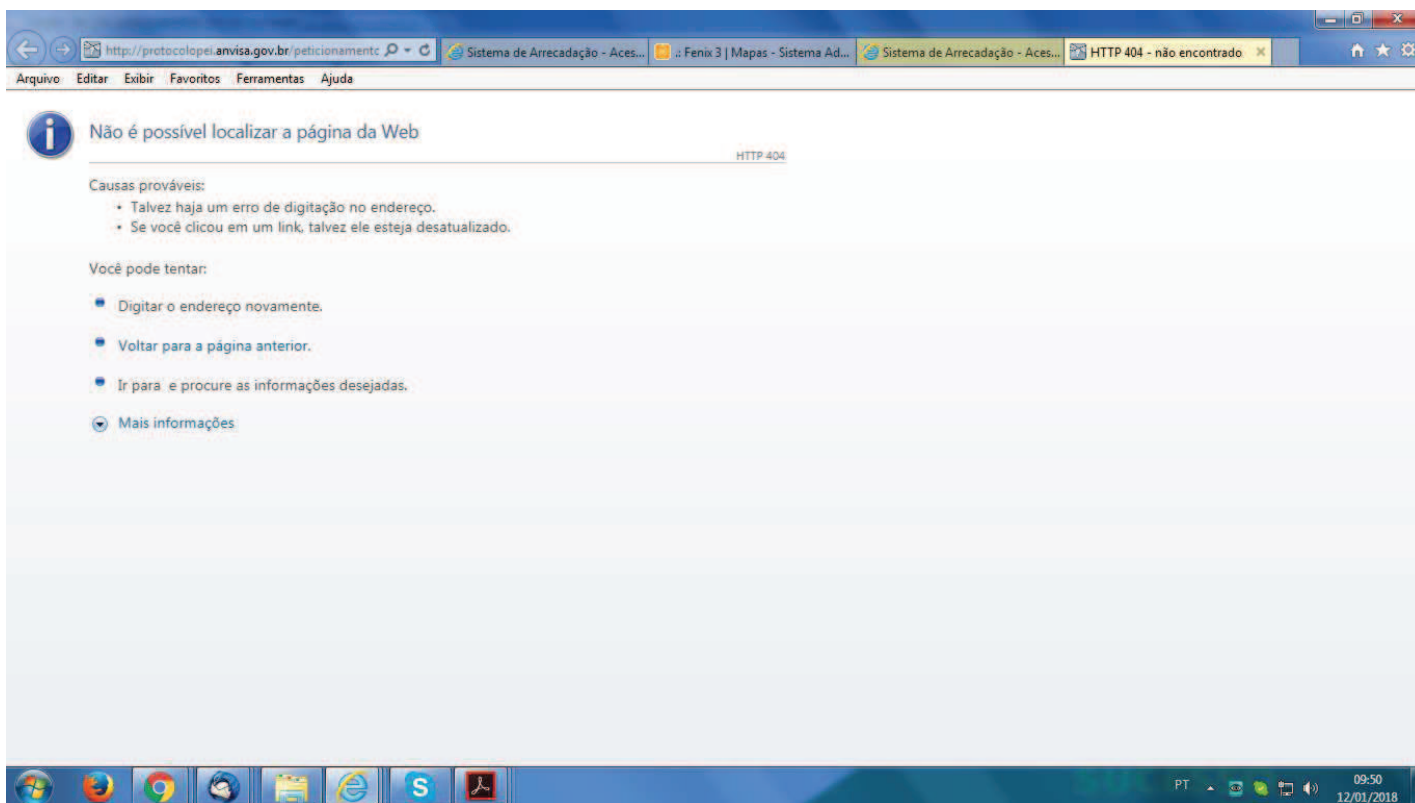 http://protocolopei.anvisa.gov.br/peticionamentc
Sistema de Arrecadação - Aces...
.: Fenix 3 | Mapas - Sistema Ad...
Sistema de Arrecadação - Aces...
HTTP 404 - não encontrado
Arquivo Editar Exibir Favoritos Ferramentas Ajuda
Não é possível localizar a página da Web
HTTP 404
Causas prováveis:
• Talvez haja um erro de digitação no endereço.
• Se você clicou em um link, talvez ele esteja desatualizado.
Você pode tentar:
Digitar o endereço novamente.
Voltar para a página anterior.
Ir para e procure as informações desejadas.
Mais informações
S
PT
09:50
12/01/2018